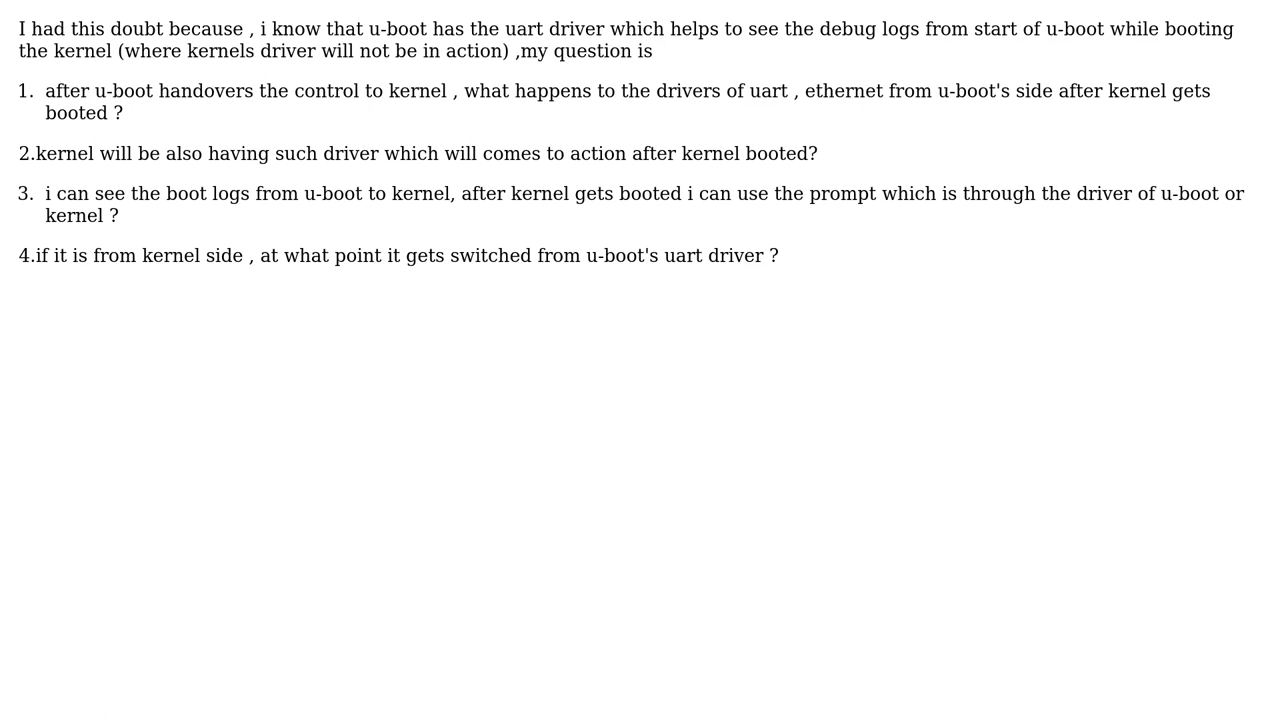 I had this doubt because , i know that u-boot has the uart driver which helps to see the debug logs from start of u-boot while booting
the kernel (where kernels driver will not be in action) ,my question is
1. after u-boot handovers the control to kernel , what happens to the drivers of uart , ethernet from u-boot's side after kernel gets
booted ?
2.kernel will be also having such driver which will comes to action after kernel booted?
3. i can see the boot logs from u-boot to kernel, after kernel gets booted i can use the prompt which is through the driver of u-boot or
kernel ?
4.if it is from kernel side , at what point it gets switched from u-boot's uart driver ?